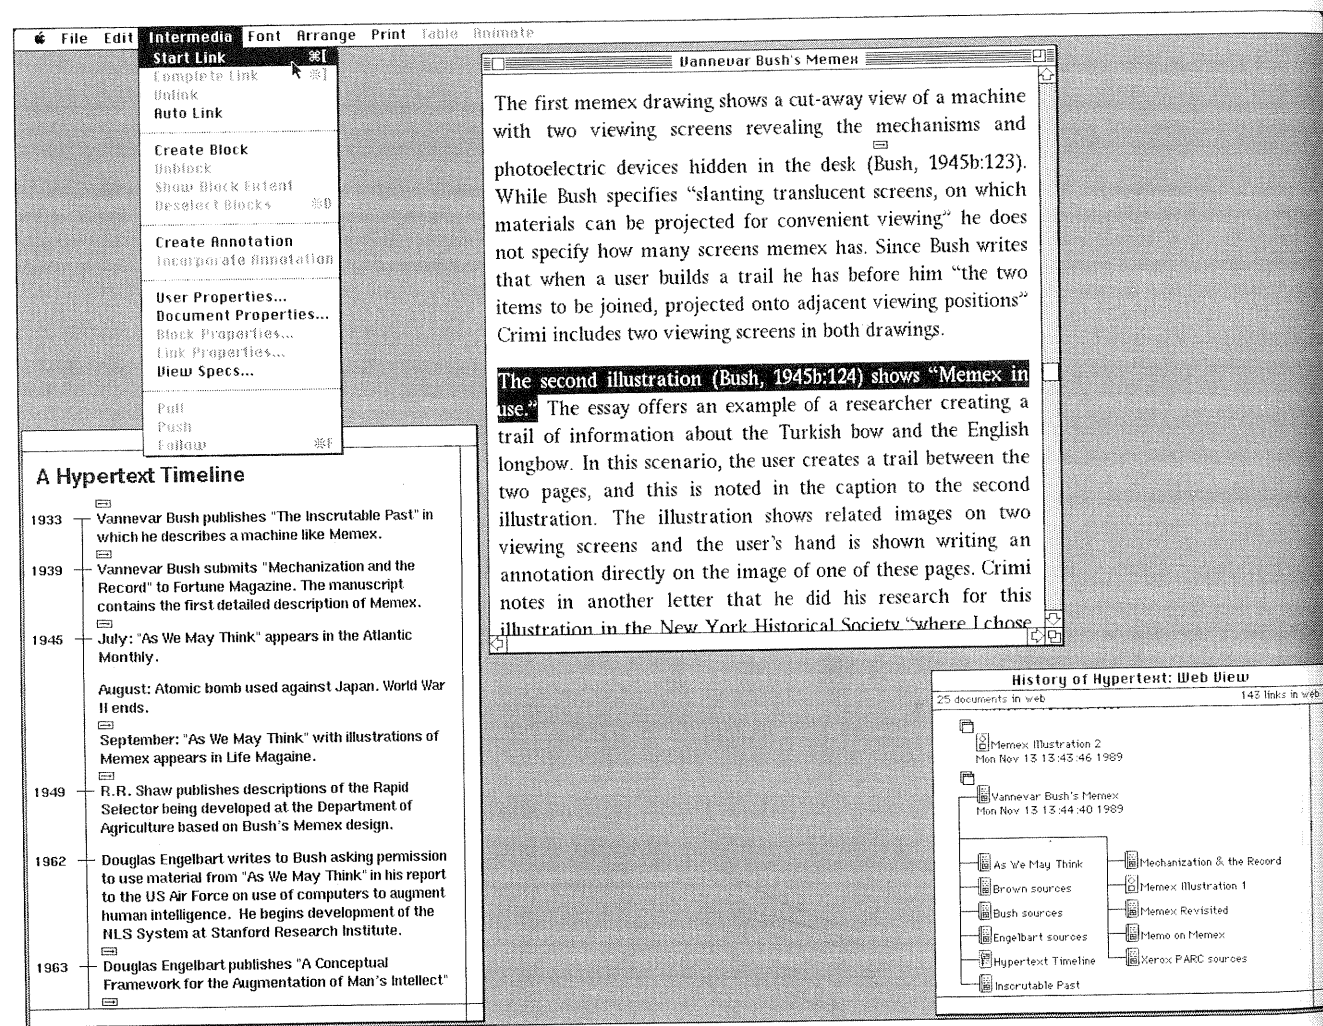 File Edit Intermedia Font Arrange Print Table Animate
Start Link ⌘[
Complete Link ⌘]
Unlink
Auto Link
Create Block
Unblock
Show Block Extent
Deselect Blocks ⌘D
Create Annotation
Incorporate Annotation
User Properties...
Document Properties...
Block Properties...
Link Properties...
View Specs...
Pull
Push
Follow ⌘F
Vannevar Bush's Memex
The first memex drawing shows a cut-away view of a machine
with two viewing screens revealing the mechanisms and
photoelectric devices hidden in the desk (Bush, 1945b:123).
While Bush specifies “slanting translucent screens, on which
materials can be projected for convenient viewing” he does
not specify how many screens memex has. Since Bush writes
that when a user builds a trail he has before him “the two
items to be joined, projected onto adjacent viewing positions”
Crimi includes two viewing screens in both drawings.
The second illustration (Bush, 1945b:124) shows “Memex in
use.” The essay offers an example of a researcher creating a
trail of information about the Turkish bow and the English
longbow. In this scenario, the user creates a trail between the
two pages, and this is noted in the caption to the second
illustration. The illustration shows related images on two
viewing screens and the user's hand is shown writing an
annotation directly on the image of one of these pages. Crimi
notes in another letter that he did his research for this
illustration in the New York Historical Society “where I chose
A Hypertext Timeline
1933 Vannevar Bush publishes "The Inscrutable Past" in
which he describes a machine like Memex.
1939 Vannevar Bush submits "Mechanization and the
Record" to Fortune Magazine. The manuscript
contains the first detailed description of Memex.
1945 July: "As We May Think" appears in the Atlantic
Monthly.
August: Atomic bomb used against Japan. World War
II ends.
September: "As We May Think" with illustrations of
Memex appears in Life Magaine.
1949 R.R. Shaw publishes descriptions of the Rapid
Selector being developed at the Department of
Agriculture based on Bush's Memex design.
1962 Douglas Engelbart writes to Bush asking permission
to use material from "As We May Think" in his report
to the US Air Force on use of computers to augment
human intelligence. He begins development of the
NLS System at Stanford Research Institute.
1963 Douglas Engelbart publishes "A Conceptual
Framework for the Augmentation of Man's Intellect"
History of Hypertext: Web View
25 documents in web 143 links in web
Memex Illustration 2
Mon Nov 13 13:43:46 1989
Vannevar Bush's Memex
Mon Nov 13 13:44:40 1989
As We May Think
Brown sources
Bush sources
Engelbart sources
Hypertext Timeline
Inscrutable Past
Mechanization & the Record
Memex Illustration 1
Memex Revisited
Memo on Memex
Xerox PARC sources